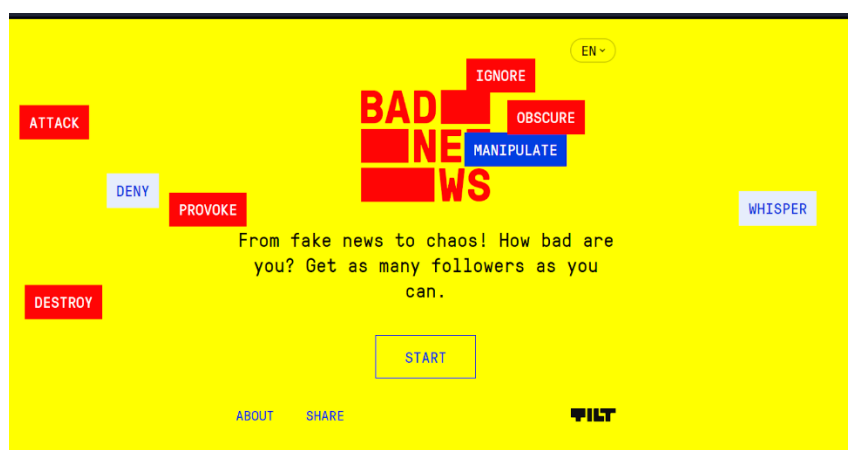 EN
IGNORE
BAD
OBSCURE
ATTACK
NE
MANIPULATE
DENY
WS
PROVOKE
WHISPER
From fake news to chaos! How bad are
you? Get as many followers as you
can.
DESTROY
START
ABOUT SHARE
TILT